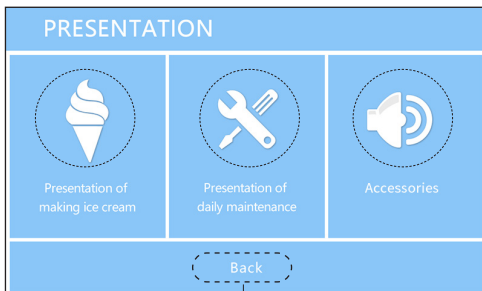 PRESENTATION
Presentation of
making ice cream
Presentation of
daily maintenance
Accessories
Back